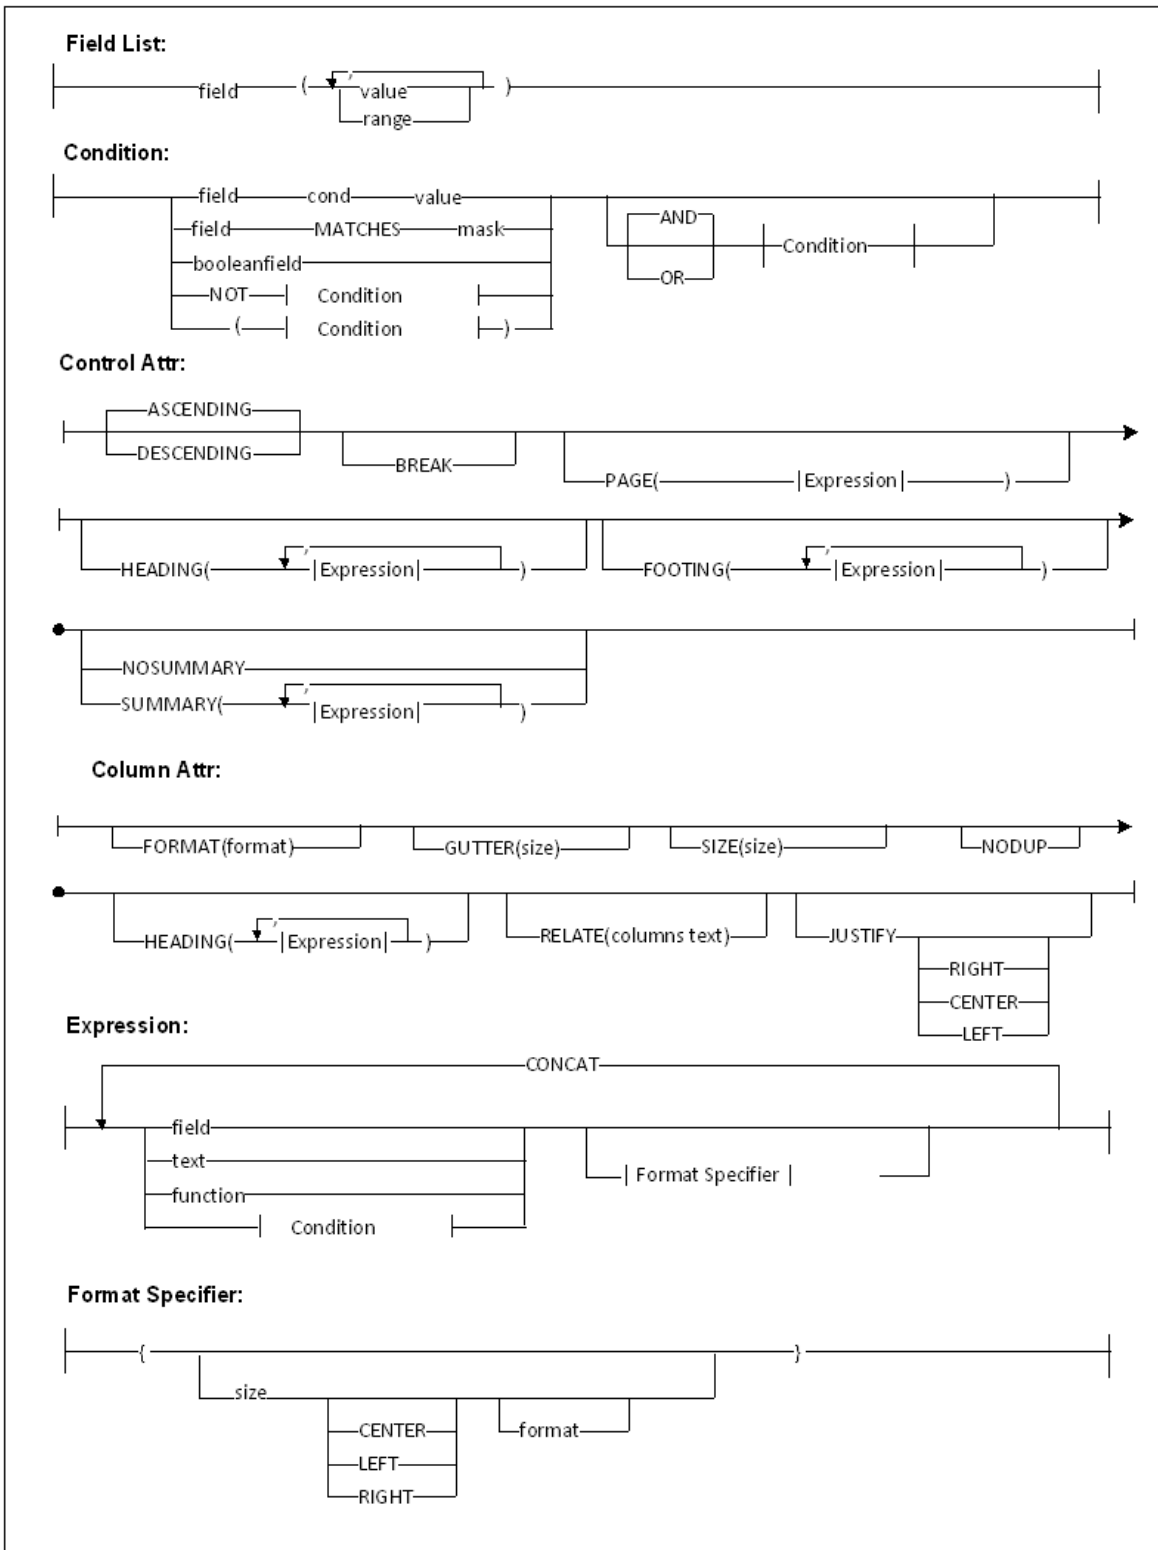 Field List:
,
field ( value )
range
Condition:
field cond value
AND
field MATCHES mask
Condition
booleanfield
OR
NOT Condition
( Condition )
Control Attr:
ASCENDING
DESCENDING
BREAK
PAGE( |Expression| )
, ,
HEADING( |Expression| ) FOOTING( |Expression| )
NOSUMMARY
,
SUMMARY( |Expression| )
Column Attr:
FORMAT(format) GUTTER(size) SIZE(size) NODUP
,
HEADING( |Expression| ) RELATE(columns text) JUSTIFY
RIGHT
CENTER
LEFT
Expression:
CONCAT
field
text
| Format Specifier |
function
Condition
Format Specifier:
{ }
size
CENTER format
LEFT
RIGHT